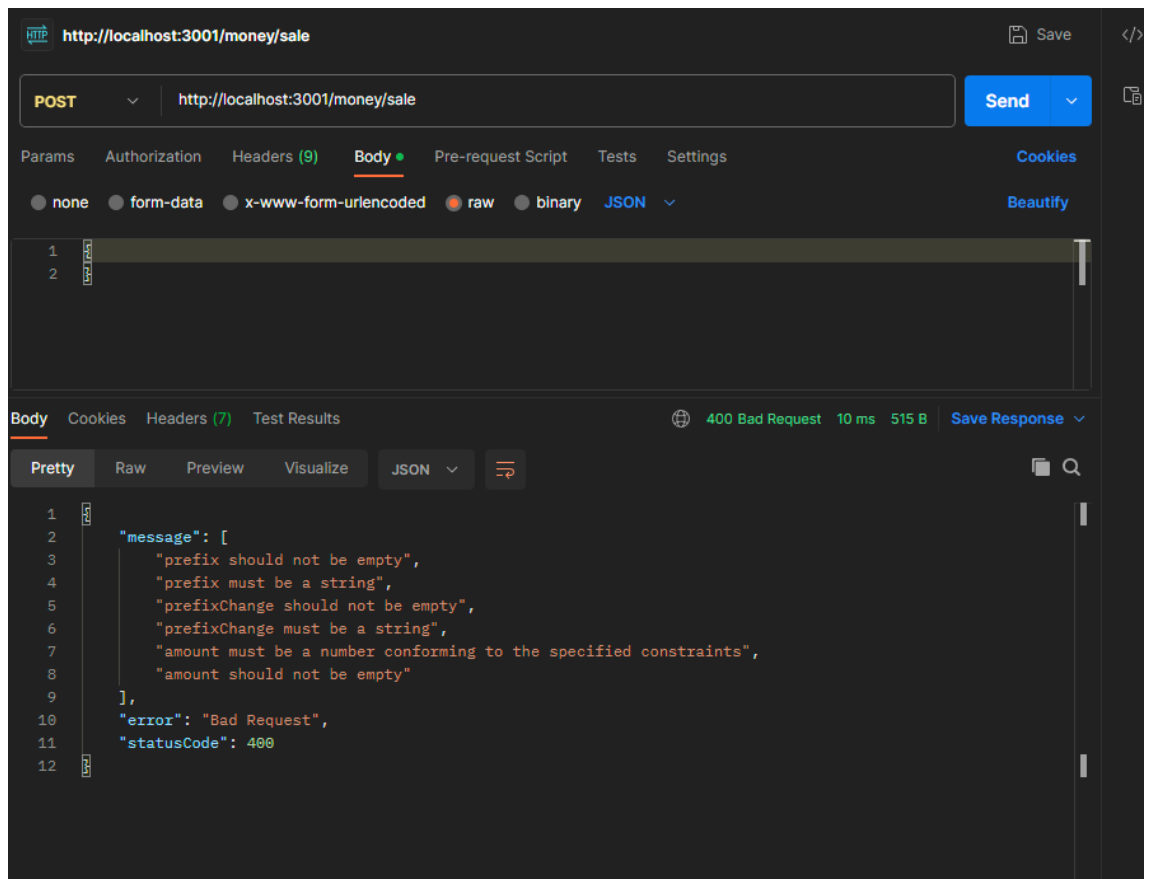 HTTP http://localhost:3001/money/sale Save </>
POST http://localhost:3001/money/sale Send
Params Authorization Headers (9) Body Pre-request Script Tests Settings Cookies
none form-data x-www-form-urlencoded raw binary JSON Beautify
1 {
2 }
Body Cookies Headers (7) Test Results 400 Bad Request 10 ms 515 B Save Response
Pretty Raw Preview Visualize JSON
1 {
2 "message": [
3 "prefix should not be empty",
4 "prefix must be a string",
5 "prefixChange should not be empty",
6 "prefixChange must be a string",
7 "amount must be a number conforming to the specified constraints",
8 "amount should not be empty"
9 ],
10 "error": "Bad Request",
11 "statusCode": 400
12 }